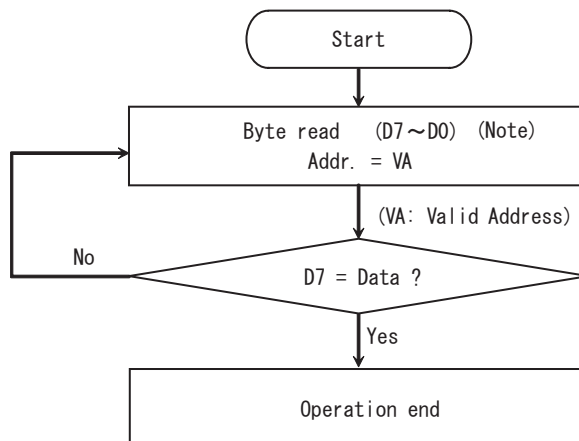 Start
Byte read (D7～D0) (Note)
Addr. = VA
(VA: Valid Address)
No
D7 = Data ?
Yes
Operation end